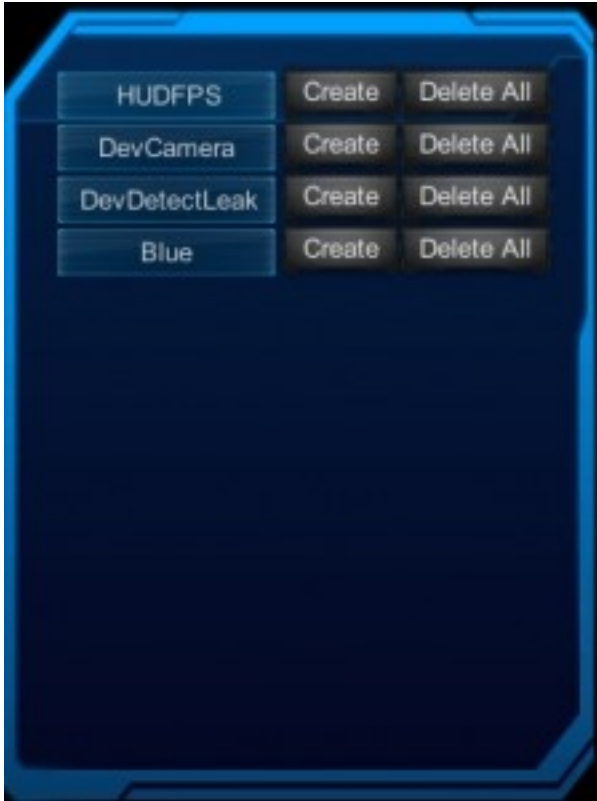 HUDFPS Create Delete All
DevCamera Create Delete All
DevDetectLeak Create Delete All
Blue Create Delete All